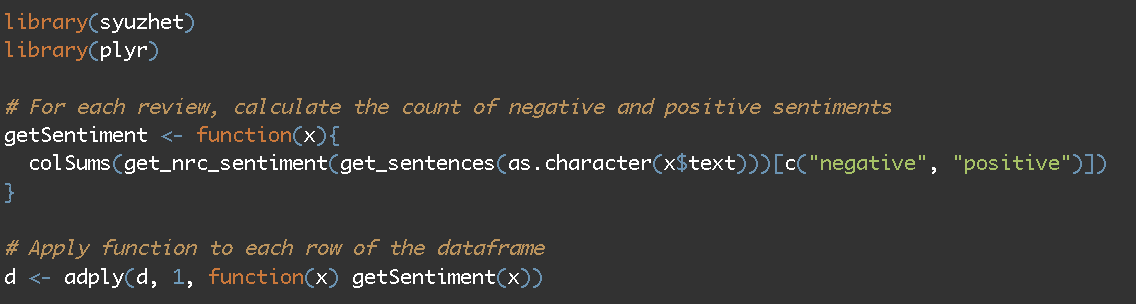 library(syuzhet)
library(plyr)
# For each review, calculate the count of negative and positive sentiments
getSentiment <- function(x){
  colSums(get_nrc_sentiment(get_sentences(as.character(x$text)))[c("negative", "positive")])
}
# Apply function to each row of the dataframe
d <- adply(d, 1, function(x) getSentiment(x))